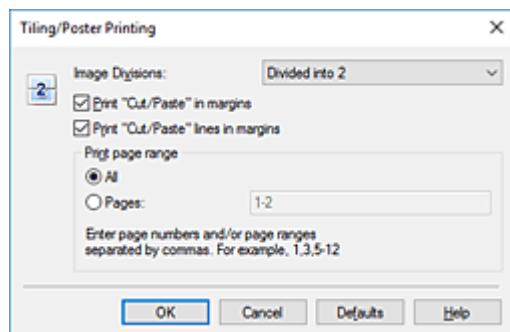 Tiling/Poster Printing
2
Image Divisions: Divided into 2
Print "Cut/Paste" in margins
Print "Cut/Paste" lines in margins
Print page range
All
Pages: 1-2
Enter page numbers and/or page ranges
separated by commas. For example, 1,3,5-12
OK Cancel Defaults Help